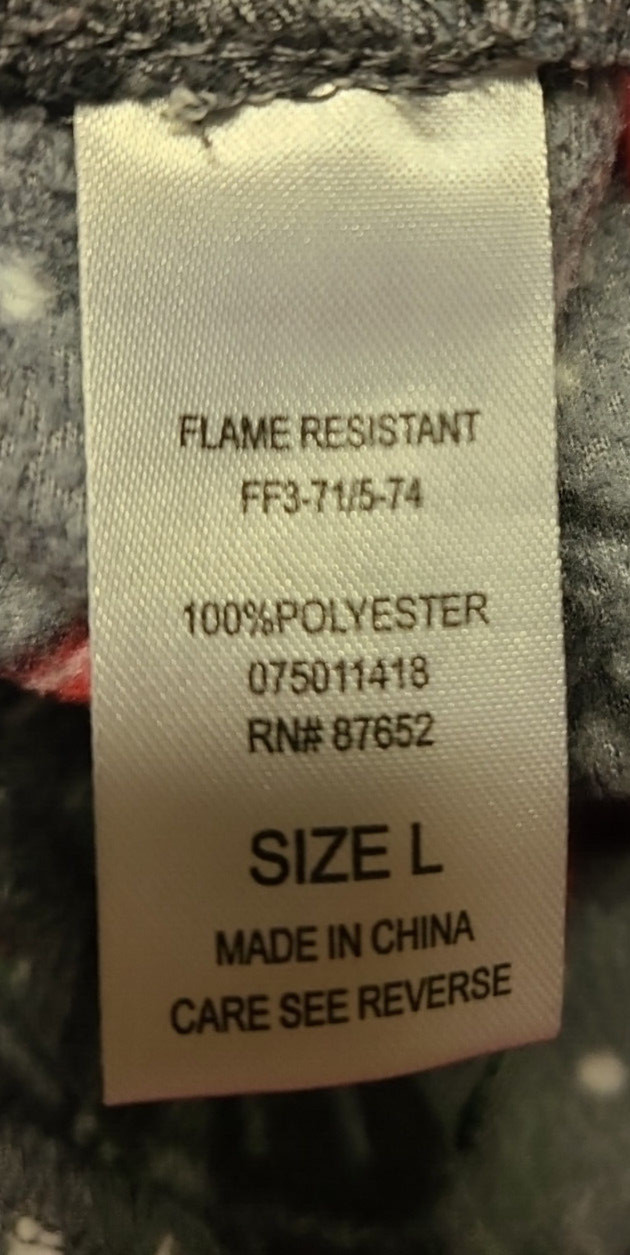 FLAME RESISTANT
FF3-71/5-74
100%POLYESTER
075011418
RN# 87652
SIZE L
MADE IN CHINA
CARE SEE REVERSE